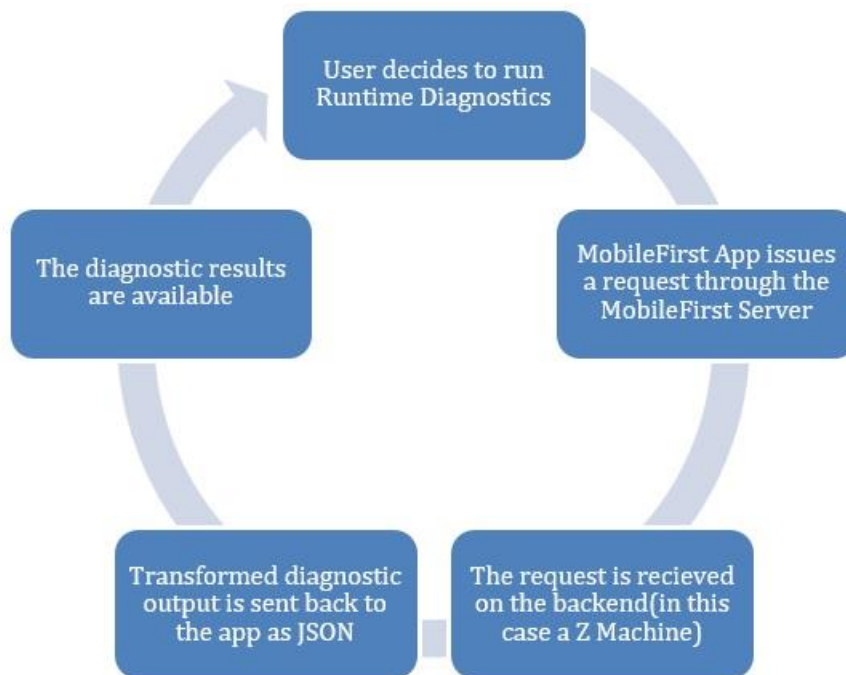 User decides to run
Runtime Diagnostics
MobileFirst App issues
a request through the
MobileFirst Server
The request is recieved
on the backend(in this
case a Z Machine)
Transformed diagnostic
output is sent back to
the app as JSON
The diagnostic results
are available